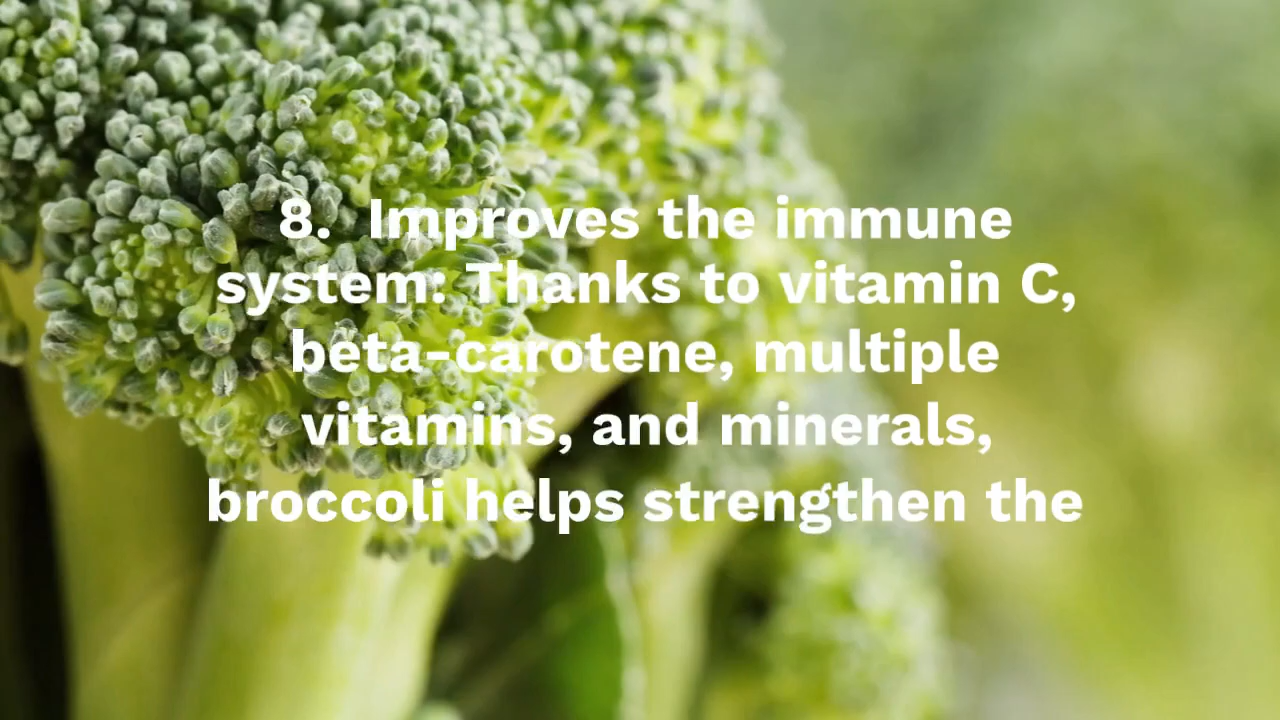 8. Improves the immune
system: Thanks to vitamin C,
beta-carotene, multiple
vitamins, and minerals,
broccoli helps strengthen the